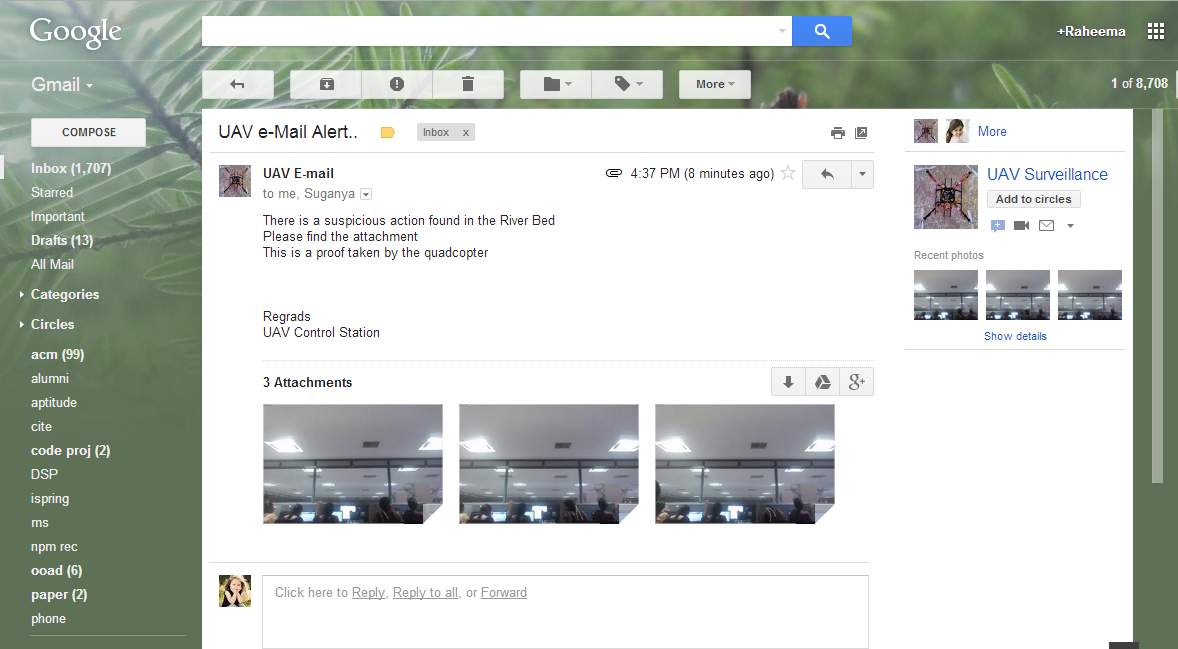 Google
+Raheema
Gmail
More
1 of 8,708
COMPOSE
Inbox (1,707)
Starred
Important
Drafts (13)
All Mail
Categories
Circles
acm (99)
alumni
aptitude
cite
code proj (2)
DSP
ispring
ms
npm rec
ooad (6)
paper (2)
phone
UAV e-Mail Alert..
Inbox x
UAV E-mail
4:37 PM (8 minutes ago)
to me, Suganya
There is a suspicious action found in the River Bed
Please find the attachment
This is a proof taken by the quadcopter
Regrads
UAV Control Station
3 Attachments
g+
Click here to Reply, Reply to all, or Forward
More
UAV Surveillance
Add to circles
Recent photos
Show details